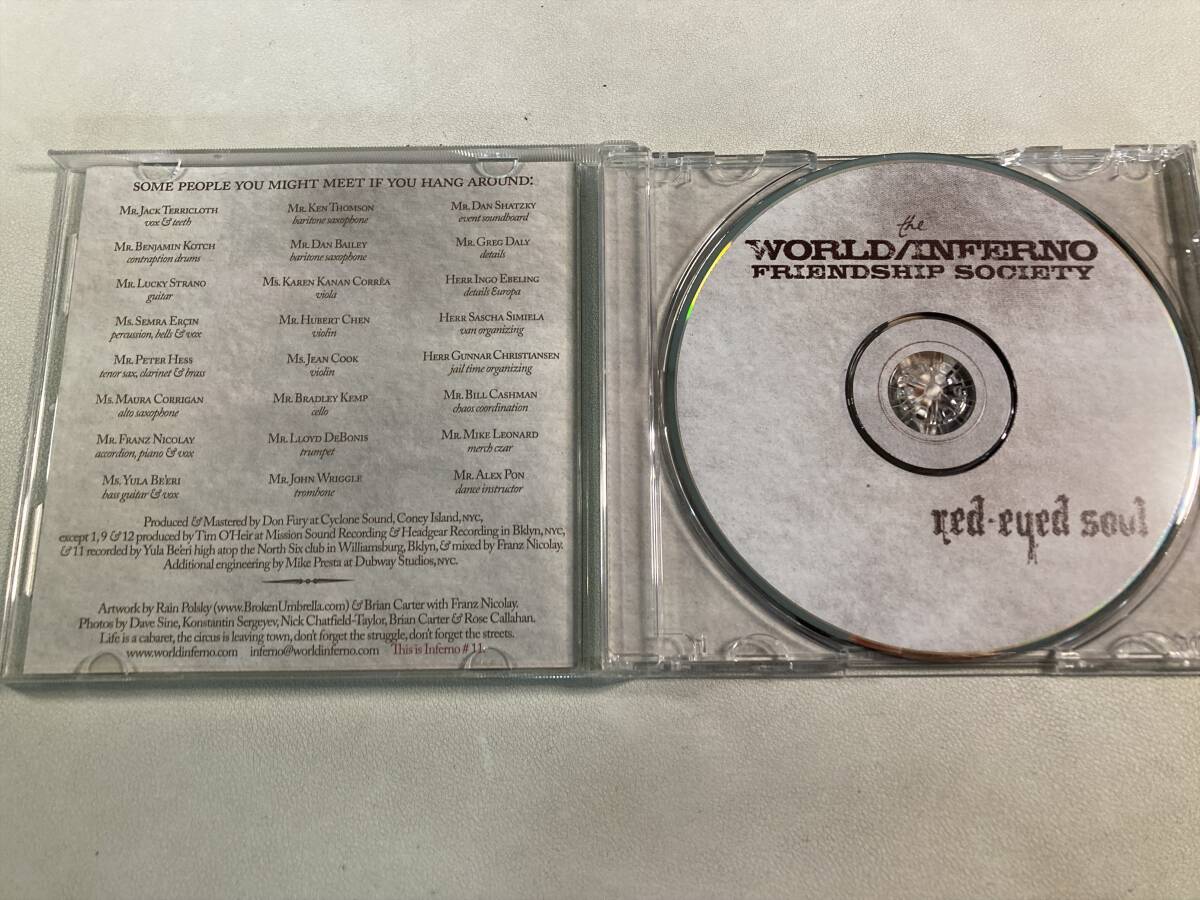 SOME PEOPLE YOU MIGHT MEET IF YOU HANG AROUND:
MR. JACK TERRICLOTH
vox & teeth
MR. BENJAMIN KOTCH
contraption drums
MR. LUCKY STRANO
guitar
MS. SEMRA ERÇIN
percussion, bells & vox
MR. PETER HESS
tenor sax, clarinet & brass
MS. MAURA CORRIGAN
alto saxophone
MR. FRANZ NICOLAY
accordion, piano & vox
MS. YULA BE'ERI
bass guitar & vox
MR. KEN THOMSON
baritone saxophone
MR. DAN BAILEY
baritone saxophone
MS. KAREN KANAN CORRÊA
viola
MR. HUBERT CHEN
violin
MS. JEAN COOK
violin
MR. BRADLEY KEMP
cello
MR. LLOYD DEBONIS
trumpet
MR. JOHN WRIGGLE
trombone
MR. DAN SHATZKY
event soundboard
MR. GREG DALY
details
HERR INGO EBELING
details Europa
HERR SASCHA SIMIELA
van organizing
HERR GUNNAR CHRISTIANSEN
jail time organizing
MR. BILL CASHMAN
chaos coordination
MR. MIKE LEONARD
merch czar
MR. ALEX PON
dance instructor
Produced & Mastered by Don Fury at Cyclone Sound, Coney Island, NYC,
except 1, 9 & 12 produced by Tim O'Heir at Mission Sound Recording & Headgear Recording in Bklyn, NYC,
& 11 recorded by Yula Be'eri high atop the North Six club in Williamsburg, Bklyn, & mixed by Franz Nicolay.
Additional engineering by Mike Presta at Dubway Studios, NYC.
Artwork by Rain Polsky (www.BrokenUmbrella.com) & Brian Carter with Franz Nicolay.
Photos by Dave Sine, Konstantin Sergeyev, Nick Chatfield-Taylor, Brian Carter & Rose Callahan.
Life is a cabaret, the circus is leaving town, don't forget the struggle, don't forget the streets.
www.worldinferno.com inferno@worldinferno.com This is Inferno # 11.
the
WORLD/INFERNO
FRIENDSHIP SOCIETY
red-eyed soul